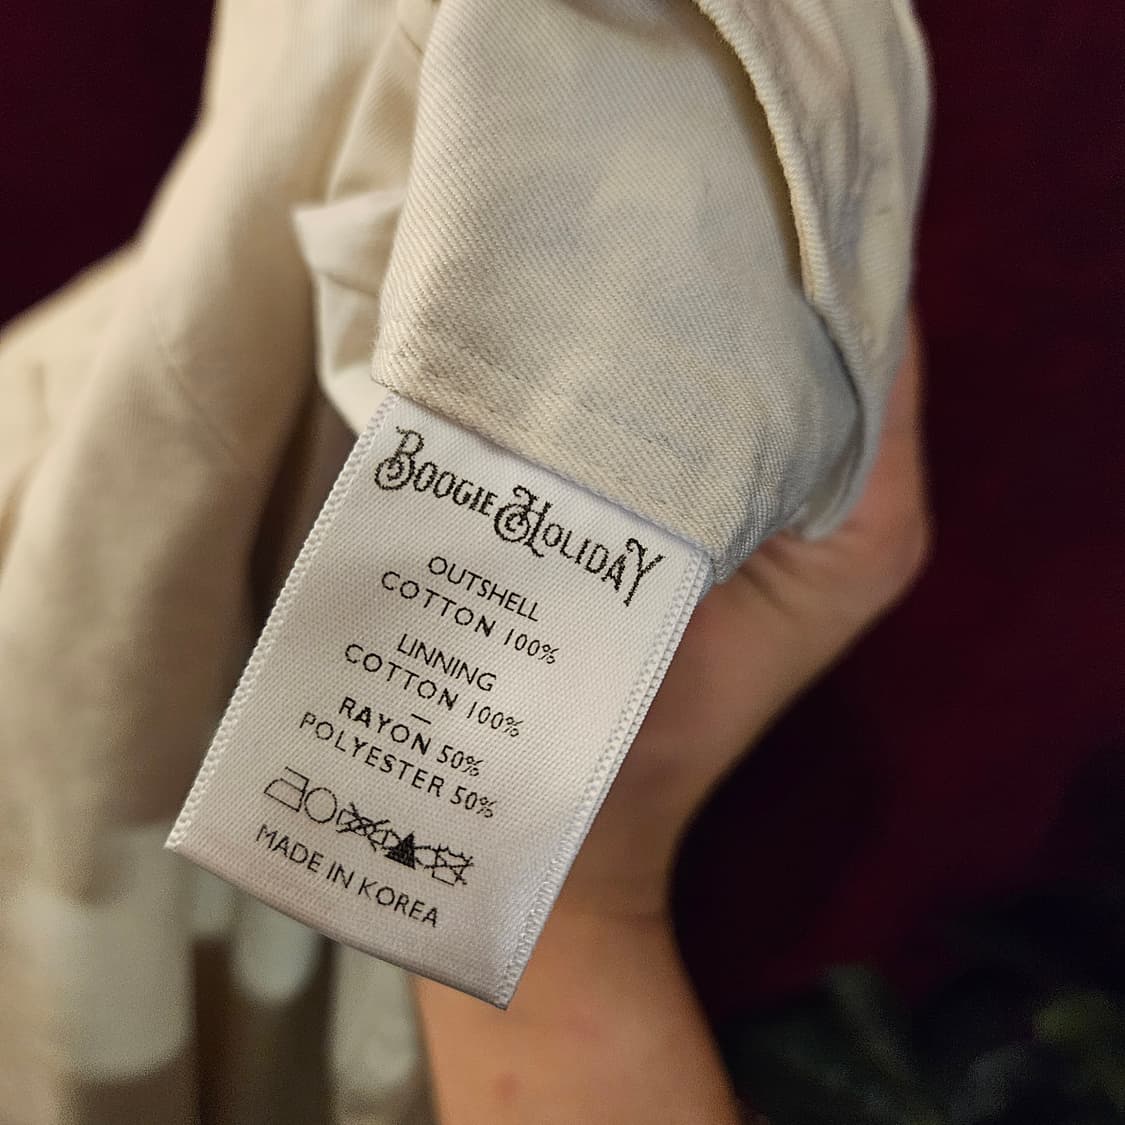 BOOGIE & HOLIDAY
OUTSHELL
COTTON 100%
LINNING
COTTON 100%
—
RAYON 50%
POLYESTER 50%
MADE IN KOREA